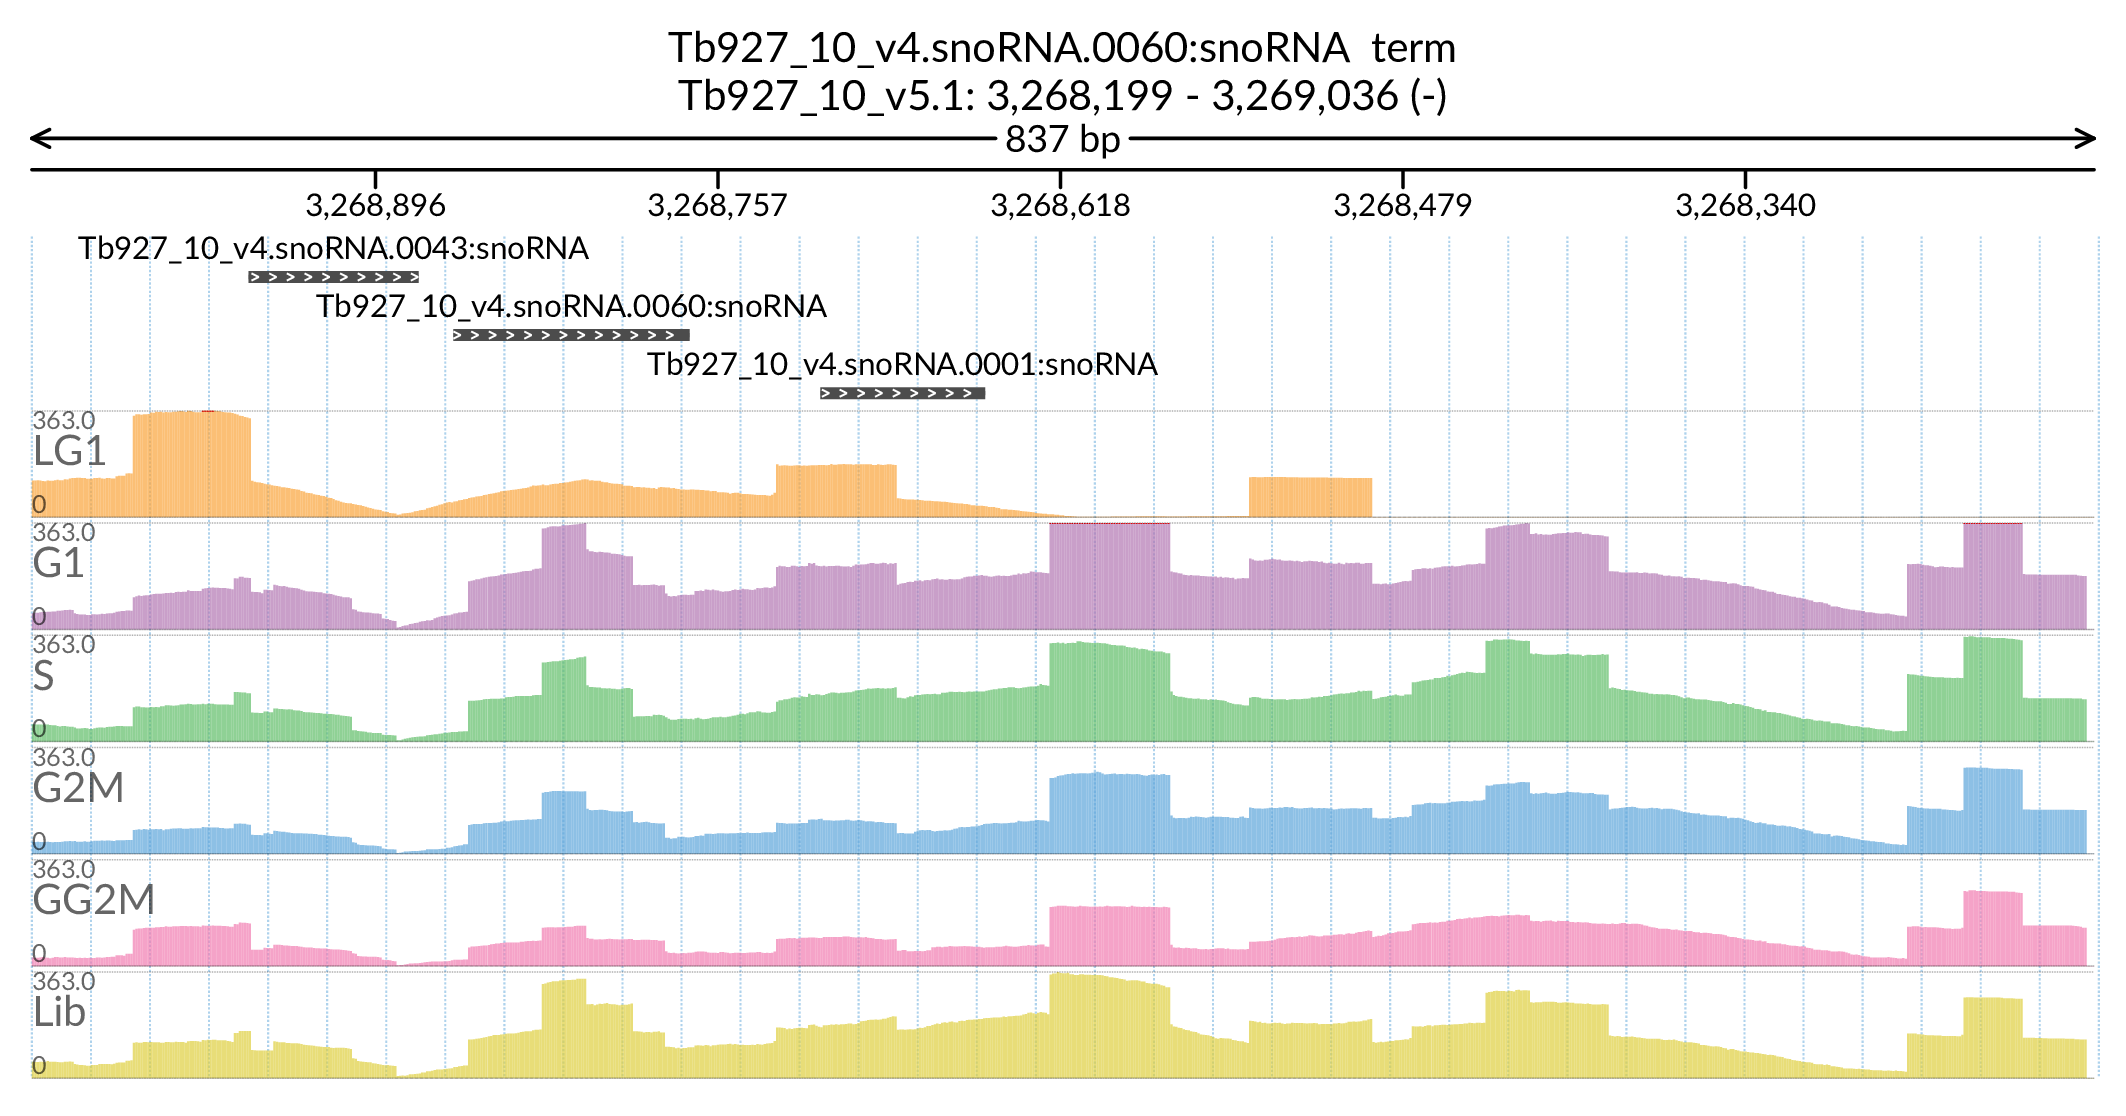 Tb927_10_v4.snoRNA.0060:snoRNA  term
Tb927_10_v5.1: 3,268,199 - 3,269,036 (-)
837 bp
3,268,896 3,268,757 3,268,618 3,268,479 3,268,340
Tb927_10_v4.snoRNA.0043:snoRNA
Tb927_10_v4.snoRNA.0060:snoRNA
Tb927_10_v4.snoRNA.0001:snoRNA
363.0
LG1
0
363.0
G1
0
363.0
S
0
363.0
G2M
0
363.0
GG2M
0
363.0
Lib
0